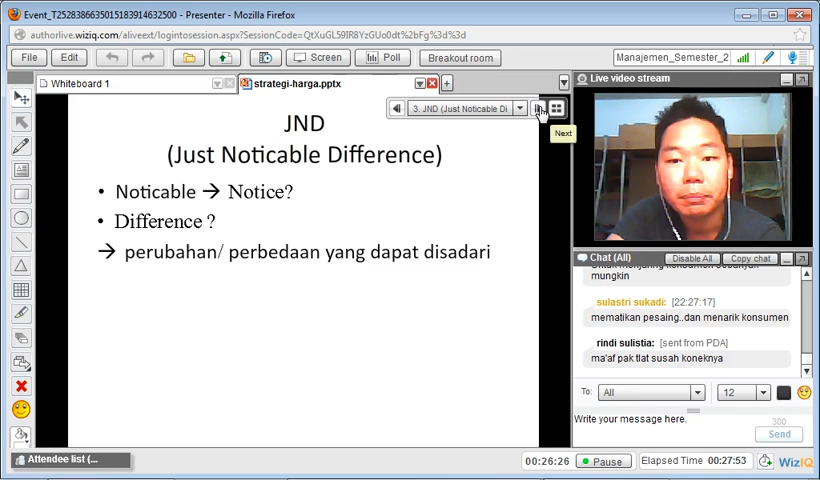 Event_T2528386635015183914632500 - Presenter - Mozilla Firefox
authorlive.wiziq.com/aliveext/logintosession.aspx?SessionCode=QtXuGL59IR8YzGUo0dt%2bFg%3d%3d
File
Edit
Screen
Poll
Breakout room
Manajemen_Semester_2
Whiteboard 1
strategi-harga.pptx
3. JND (Just Noticable Di
Next
JND
(Just Noticable Difference)
• Noticable → Notice?
• Difference ?
→ perubahan/ perbedaan yang dapat disadari
Live video stream
Chat (All)
Disable All
Copy chat
mungkin
sulastri sukadi: [22:27:17]
mematikan pesaing..dan menarik konsumen
rindi sulistia: [sent from PDA]
ma'af pak tlat susah koneknya
To:
All
12
Write your message here.
300
Send
Attendee list (...
00:26:26
Pause
Elapsed Time
00:27:53
WizIQ